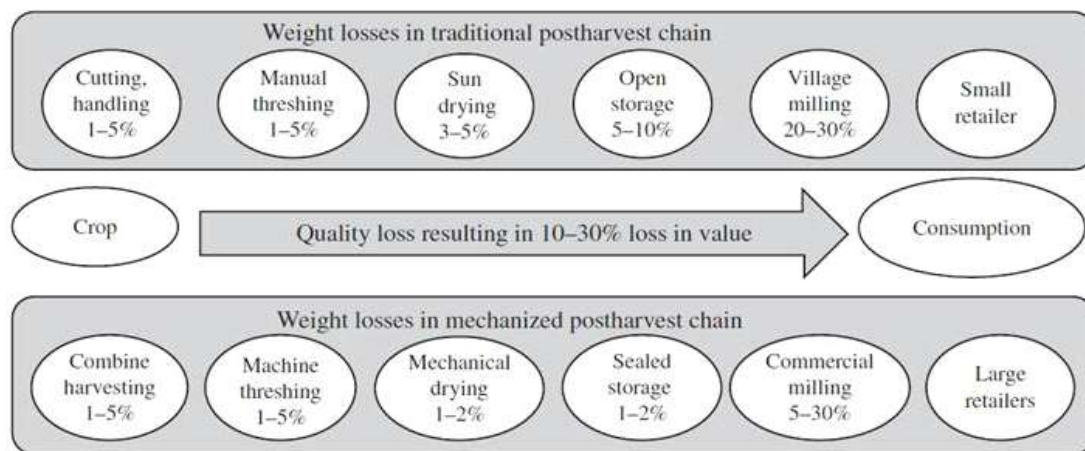 Weight losses in traditional postharvest chain
Cutting,
handling
1–5%
Manual
threshing
1–5%
Sun
drying
3–5%
Open
storage
5–10%
Village
milling
20–30%
Small
retailer
Crop
Quality loss resulting in 10–30% loss in value
Consumption
Weight losses in mechanized postharvest chain
Combine
harvesting
1–5%
Machine
threshing
1–5%
Mechanical
drying
1–2%
Sealed
storage
1–2%
Commercial
milling
5–30%
Large
retailers